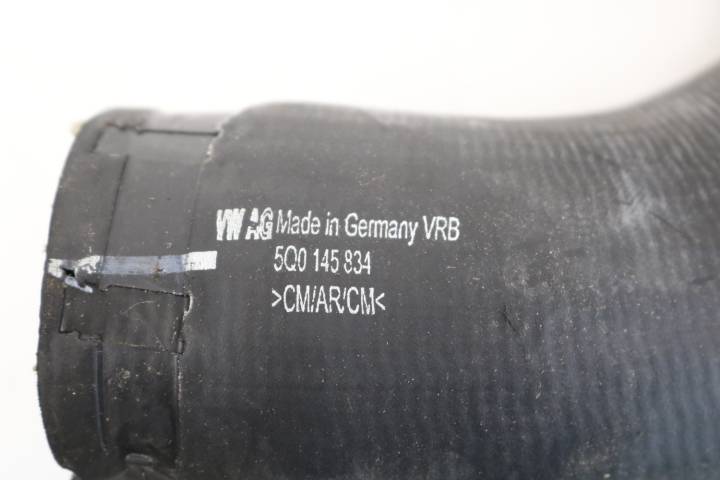 VW AG Made in Germany VRB
5Q0 145 834
>CM/AR/CM<